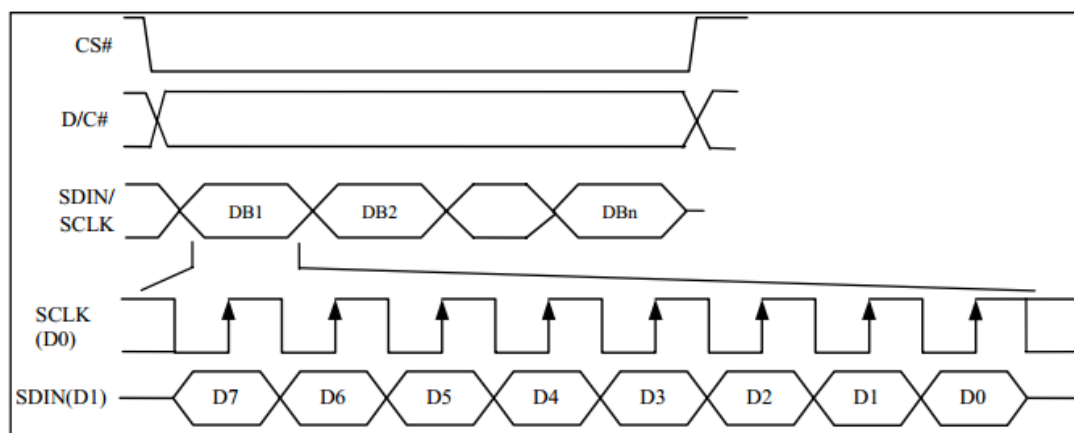 CS#
D/C#
SDIN/
SCLK
DB1 DB2 DBn
SCLK
(D0)
SDIN(D1) D7 D6 D5 D4 D3 D2 D1 D0